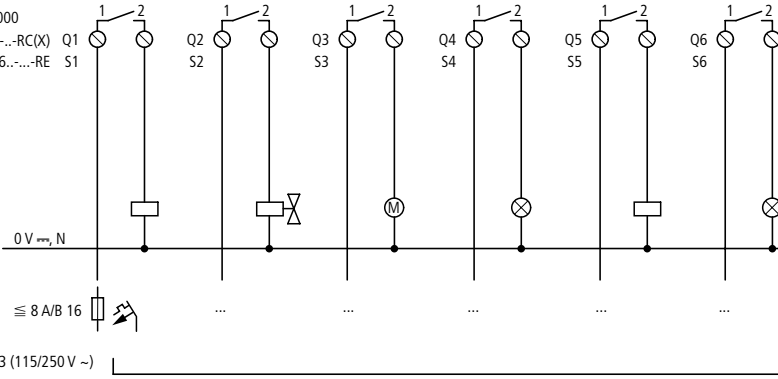 000
1 2 1 2 1 2 1 2 1 2 1 2
-..-RC(X) Q1 Q2 Q3 Q4 Q5 Q6
6..-...-RE S1 S2 S3 S4 S5 S6
M
0 V ⎓, N
≦ 8 A/B 16 ... ... ... ... ...
3 (115/250 V ~)